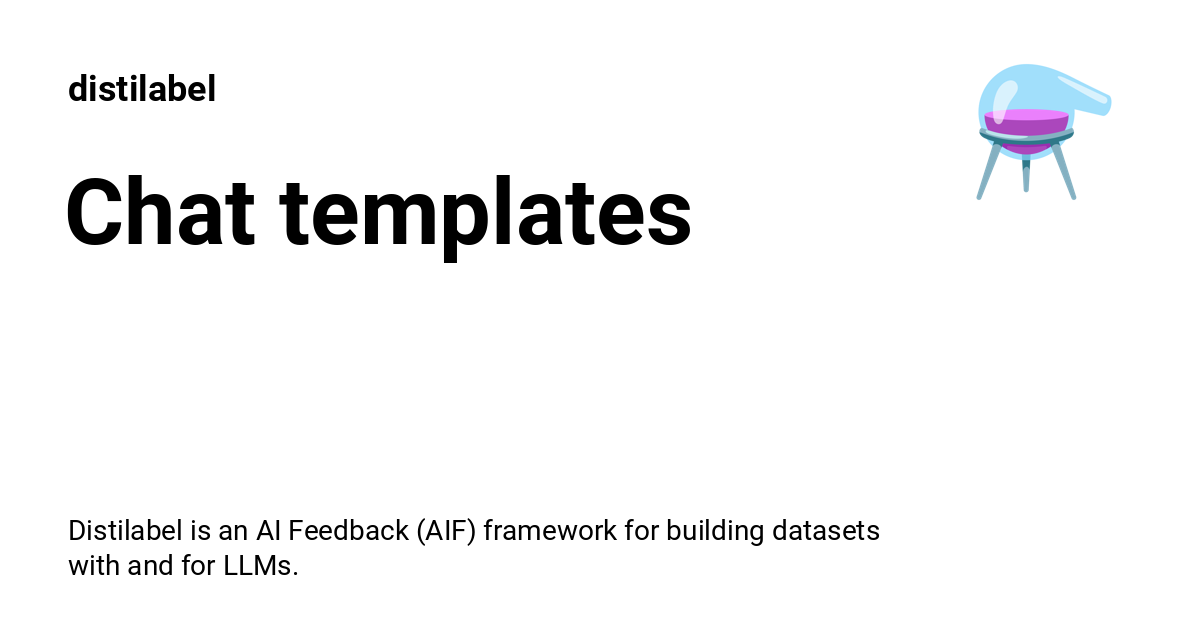 distilabel
Chat templates
Distilabel is an AI Feedback (AIF) framework for building datasets
with and for LLMs.